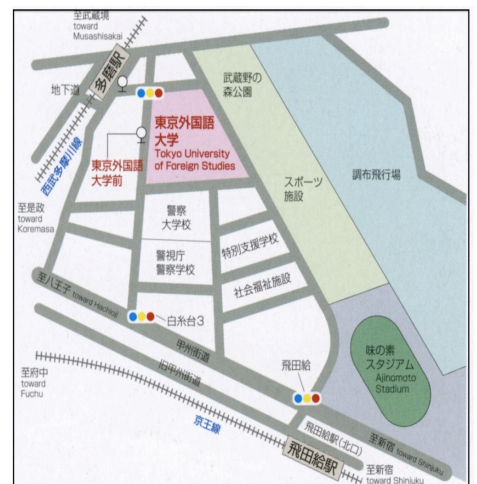 至武蔵境
toward
Musashisakai
多磨駅
地下道
武蔵野の
森公園
東京外国語
大学
Tokyo University
of Foreign Studies
東京外国語
大学前
西武多摩川線
スポーツ
施設
調布飛行場
至是政
toward
Koremasa
警察
大学校
特別支援学校
警視庁
警察学校
社会福祉施設
至八王子 toward Hachioji
白糸台3
甲州街道
旧甲州街道
飛田給
味の素
スタジアム
Ajinomoto
Stadium
至府中
toward
Fuchu
京王線
飛田給駅(北口)
飛田給駅
至新宿 toward Shinjuku
至新宿
toward Shinjuku